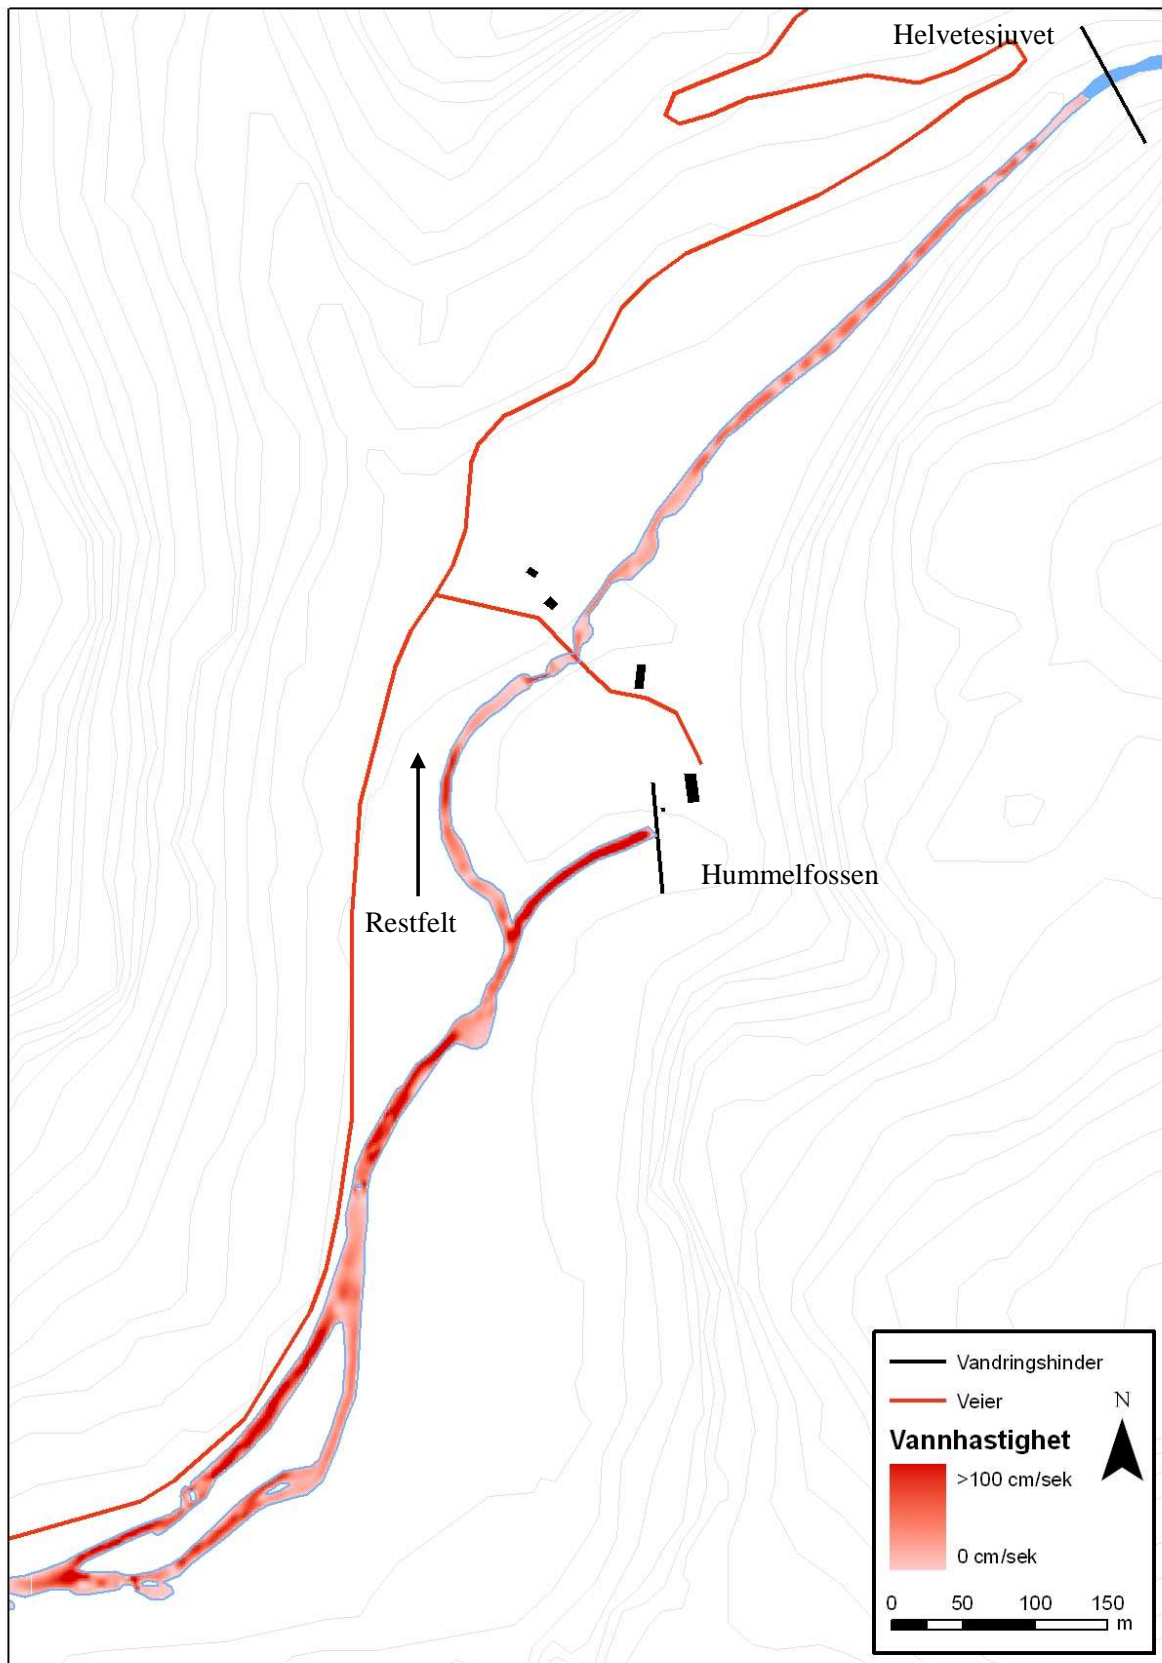 Helvetesjuvet
Hummelfossen
Restfelt
Vandringshinder
Veier
N
Vannhastighet
>100 cm/sek
0 cm/sek
0 50 100 150
m